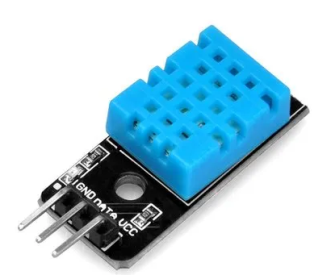 GND DATA VCC